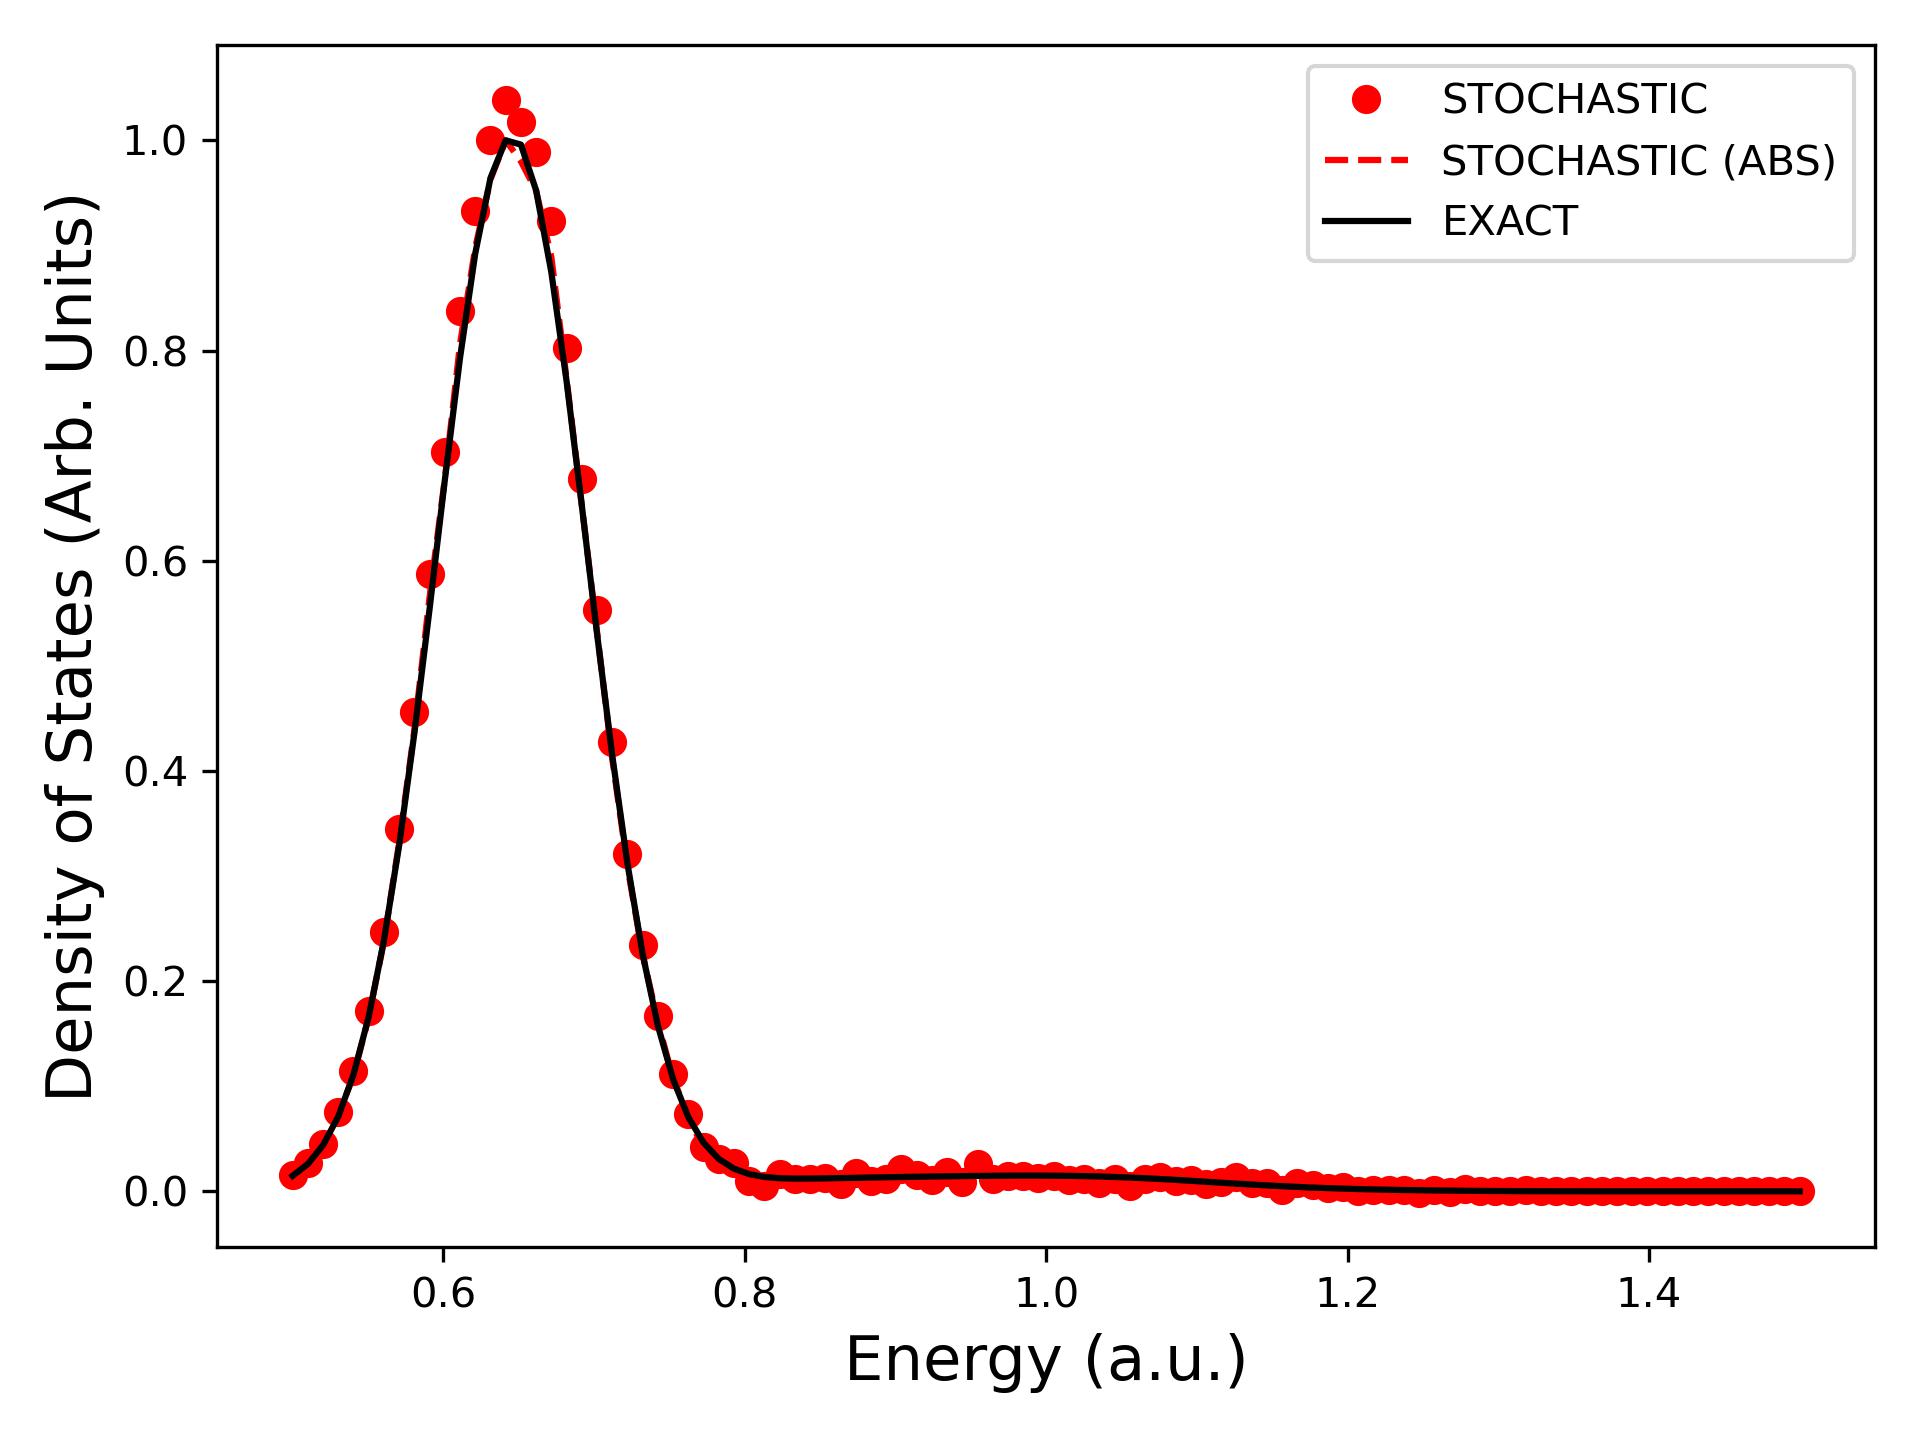 STOCHASTIC
STOCHASTIC (ABS)
EXACT
Density of States (Arb. Units)
1.0
0.8
0.6
0.4
0.2
0.0
0.6 0.8 1.0 1.2 1.4
Energy (a.u.)